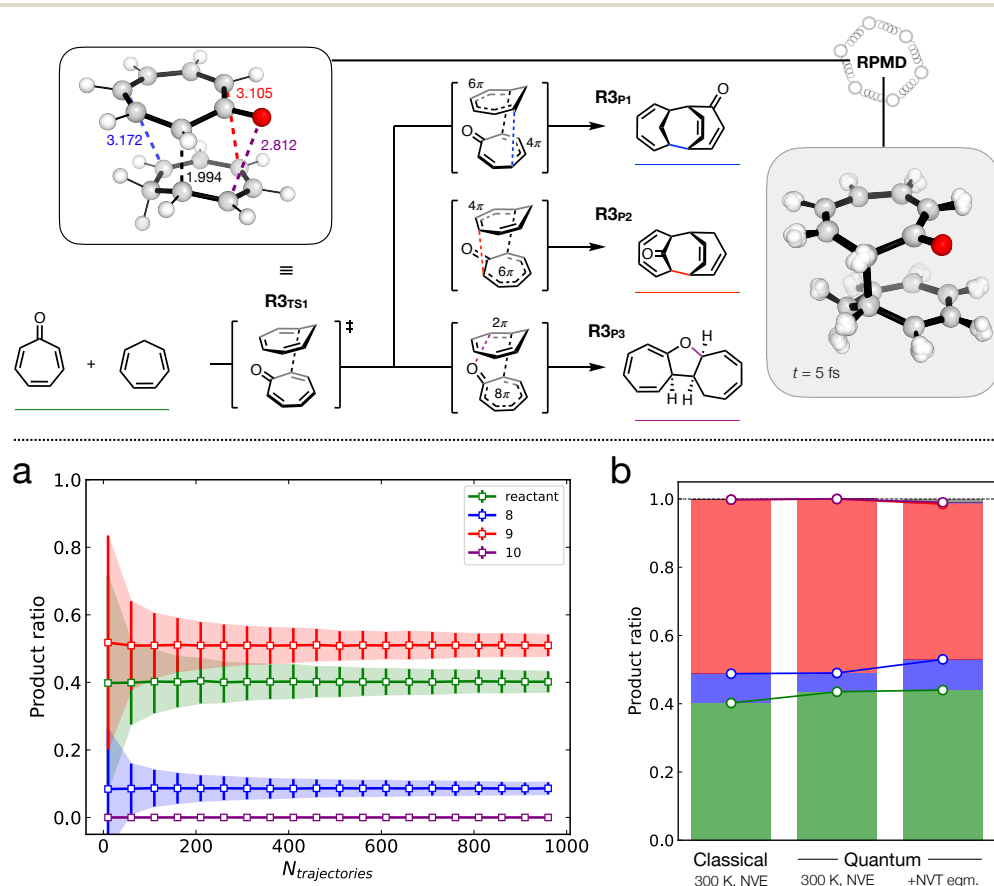 RPMD
3.105
3.172
1.994
2.812
≡
R3TS1
‡
O
+
O
6π
O
4π
R3P1
O
4π
O
6π
R3P2
O
2π
O
8π
R3P3
O
H
H
H
t = 5 fs
a
Product ratio
1.0
0.8
0.6
0.4
0.2
0.0
0
200
400
600
800
1000
Ntrajectories
reactant
8
9
10
b
Product ratio
1.0
0.8
0.6
0.4
0.2
0.0
Classical
300 K, NVE
Quantum
300 K, NVE
+NVT eqm.